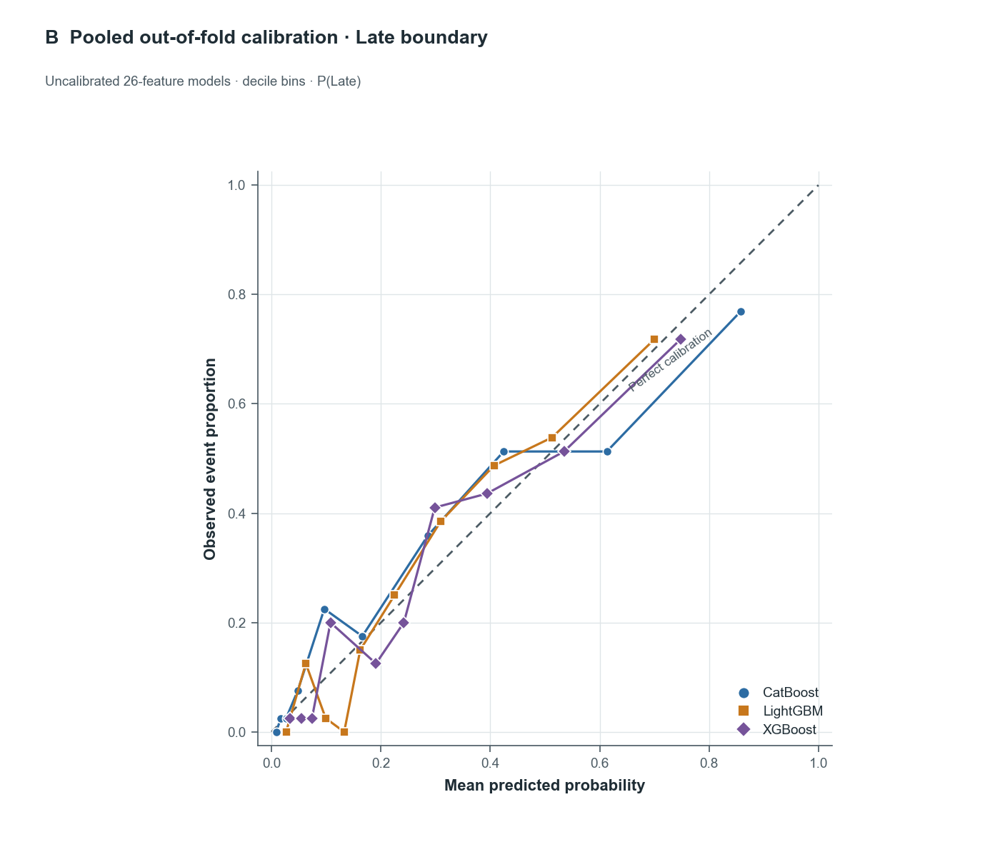 B Pooled out-of-fold calibration · Late boundary
Uncalibrated 26-feature models · decile bins · P(Late)
1.0
0.8
0.6
0.4
0.2
0.0
Observed event proportion
Perfect calibration
CatBoost
LightGBM
XGBoost
0.0 0.2 0.4 0.6 0.8 1.0
Mean predicted probability